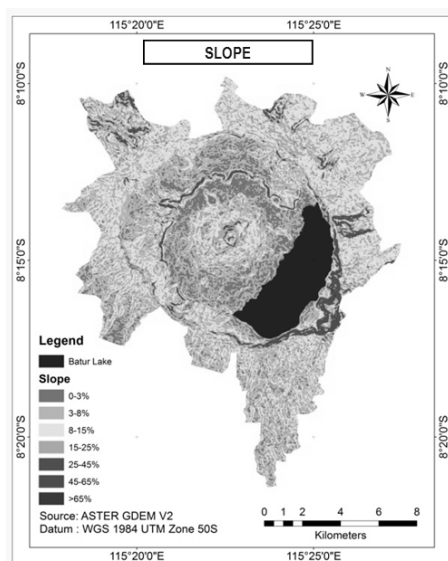 115°20'0"E 115°25'0"E
SLOPE
8°10'0"S 8°10'0"S
N
W E
S
8°15'0"S 8°15'0"S
Legend
Batur Lake
Slope
0-3%
3-8%
8-15%
15-25%
25-45%
45-65%
>65%
8°20'0"S 8°20'0"S
Source: ASTER GDEM V2
Datum : WGS 1984 UTM Zone 50S
0 1 2 4 6 8
Kilometers
115°20'0"E 115°25'0"E